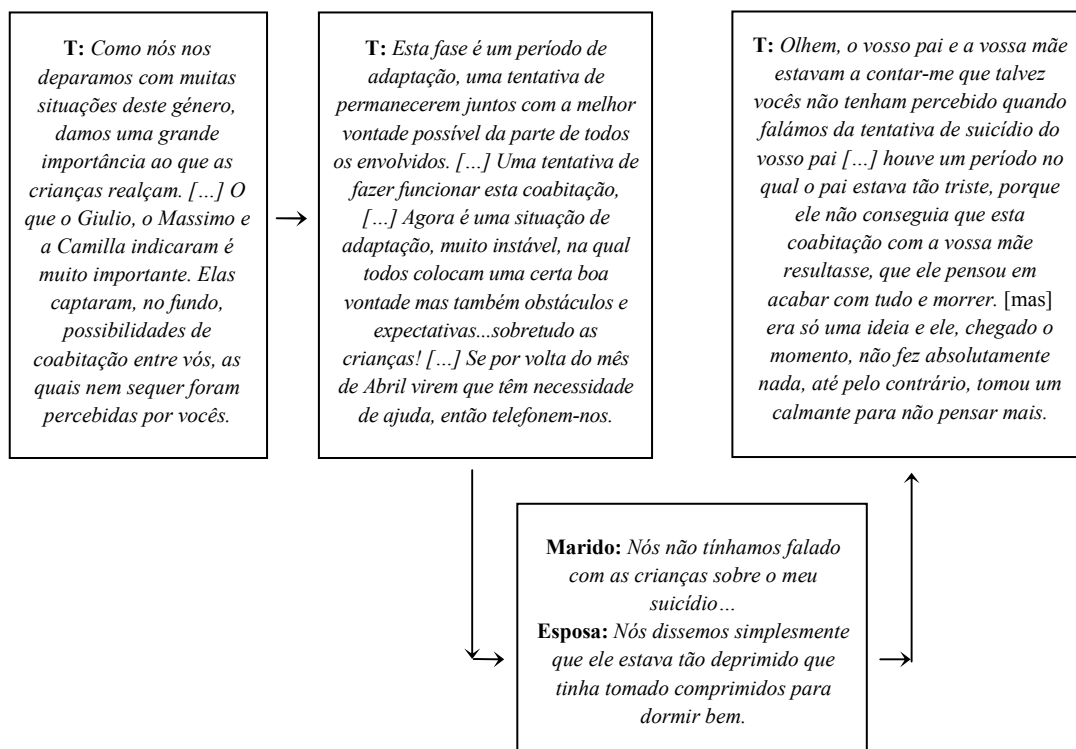 T: Como nós nos
deparamos com muitas
situações deste género,
damos uma grande
importância ao que as
crianças realçam. [...] O
que o Giulio, o Massimo e
a Camilla indicaram é
muito importante. Elas
captaram, no fundo,
possibilidades de
coabitação entre vós, as
quais nem sequer foram
percebidas por vocês.
T: Esta fase é um período de
adaptação, uma tentativa de
permanecerem juntos com a melhor
vontade possível da parte de todos
os envolvidos. [...] Uma tentativa de
fazer funcionar esta coabitação,
[...] Agora é uma situação de
adaptação, muito instável, na qual
todos colocam uma certa boa
vontade mas também obstáculos e
expectativas...sobretudo as
crianças! [...] Se por volta do mês
de Abril virem que têm necessidade
de ajuda, então telefonem-nos.
Marido: Nós não tínhamos falado
com as crianças sobre o meu
suicídio...
Esposa: Nós dissemos simplesmente
que ele estava tão deprimido que
tinha tomado comprimidos para
dormir bem.
T: Olhem, o vosso pai e a vossa mãe
estavam a contar-me que talvez
vocês não tenham percebido quando
falámos da tentativa de suicídio do
vosso pai [...] houve um período no
qual o pai estava tão triste, porque
ele não conseguia que esta
coabitação com a vossa mãe
resultasse, que ele pensou em
acabar com tudo e morrer. [mas]
era só uma ideia e ele, chegado o
momento, não fez absolutamente
nada, até pelo contrário, tomou um
calmante para não pensar mais.